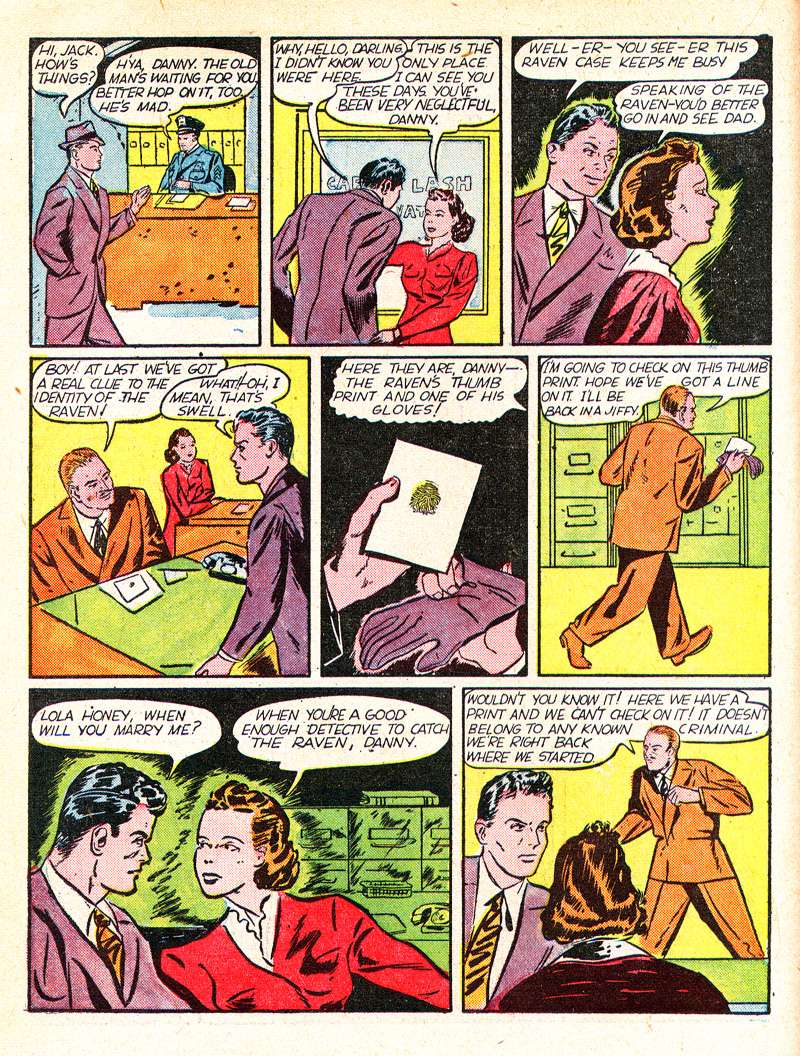 HI, JACK.
HOW'S
THINGS?
H'YA, DANNY. THE OLD
MAN'S WAITING FOR YOU.
BETTER HOP ON IT, TOO.
HE'S MAD.
WHY, HELLO, DARLING.
I DIDN'T KNOW YOU
WERE HERE.
THIS IS THE
ONLY PLACE
I CAN SEE YOU
THESE DAYS. YOU'VE
BEEN VERY NEGLECTFUL,
DANNY.
CAP LASH
WELL-ER-YOU SEE-ER THIS
RAVEN CASE KEEPS ME BUSY
SPEAKING OF THE
RAVEN-YOU'D BETTER
GO IN AND SEE DAD.
BOY! AT LAST WE'VE GOT
A REAL CLUE TO THE
IDENTITY OF THE
RAVEN!
WHAT!-OH, I
MEAN, THAT'S
SWELL.
HERE THEY ARE, DANNY—
THE RAVEN'S THUMB
PRINT AND ONE OF HIS
GLOVES!
I'M GOING TO CHECK ON THIS THUMB
PRINT. HOPE WE'VE GOT A LINE
ON IT. I'LL BE
BACK IN A JIFFY.
LOLA HONEY, WHEN
WILL YOU MARRY ME?
WHEN YOU'RE A GOOD
ENOUGH DETECTIVE TO CATCH
THE RAVEN, DANNY.
WOULDN'T YOU KNOW IT! HERE WE HAVE A
PRINT AND WE CAN'T CHECK ON IT! IT DOESN'T
BELONG TO ANY KNOWN CRIMINAL.
WE'RE RIGHT BACK
WHERE WE STARTED.